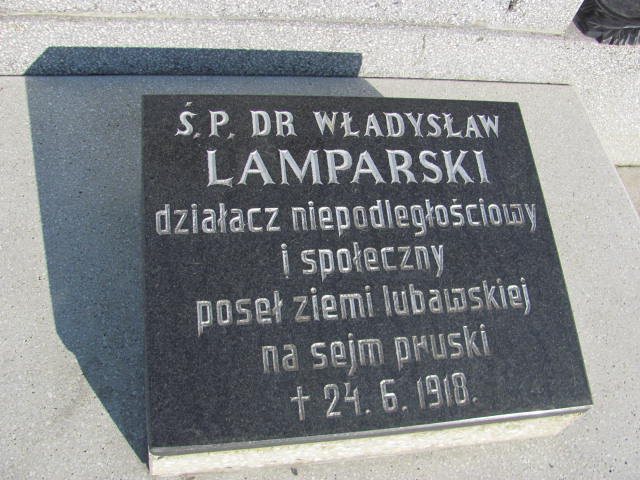 Ś.P. DR WŁADYSŁAW
LAMPARSKI
działacz niepodległościowy
i społeczny
poseł ziemi lubawskiej
na sejm pruski
† 24. 6. 1918.